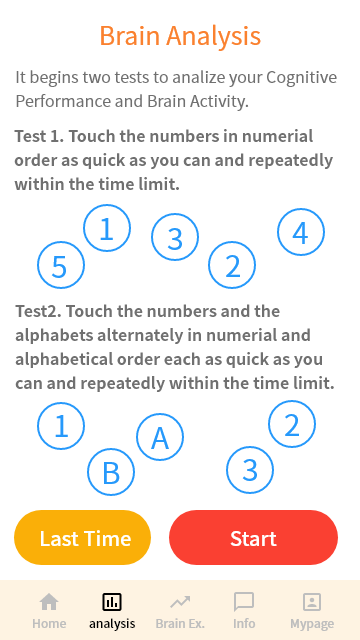 Brain Analysis
It begins two tests to analize your Cognitive
Performance and Brain Activity.
Test 1. Touch the numbers in numerial
order as quick as you can and repeatedly
within the time limit.
1
3
4
5
2
Test2. Touch the numbers and the
alphabets alternately in numerial and
alphabetical order each as quick as you
can and repeatedly within the time limit.
1
A
2
B
3
Last Time
Start
Home
analysis
Brain Ex.
Info
Mypage